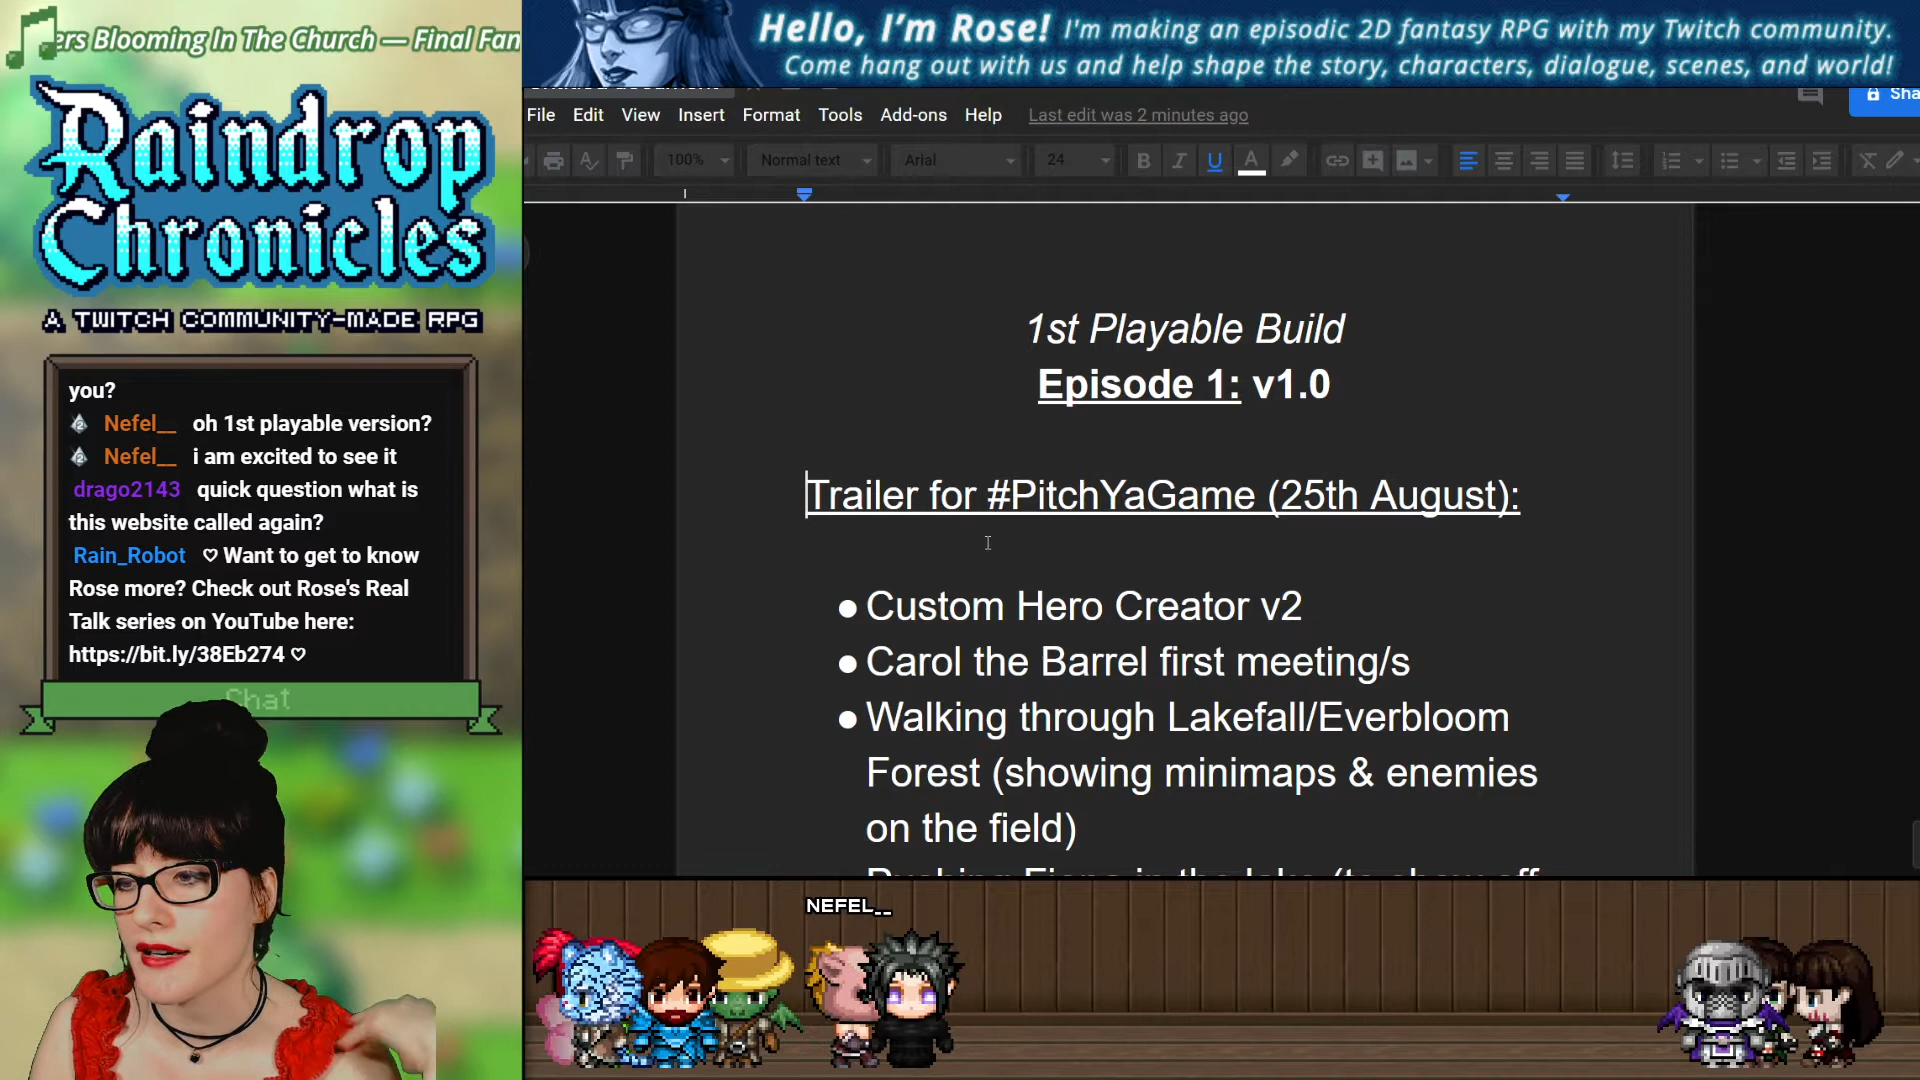 ers Blooming In The Church — Final Fan
Raindrop
Chronicles
A TWITCH COMMUNITY-MADE RPG
you?
Nefel__ oh 1st playable version?
Nefel__ i am excited to see it
drago2143 quick question what is
this website called again?
Rain_Robot ♡ Want to get to know
Rose more? Check out Rose's Real
Talk series on YouTube here:
https://bit.ly/38Eb274 ♡
Chat
Hello, I'm Rose! I'm making an episodic 2D fantasy RPG with my Twitch community.
Come hang out with us and help shape the story, characters, dialogue, scenes, and world!
File Edit View Insert Format Tools Add-ons Help Last edit was 2 minutes ago
Sha
100% Normal text Arial 24 B I U A
1st Playable Build
Episode 1: v1.0
Trailer for #PitchYaGame (25th August):
● Custom Hero Creator v2
● Carol the Barrel first meeting/s
● Walking through Lakefall/Everbloom
Forest (showing minimaps & enemies
on the field)
NEFEL__